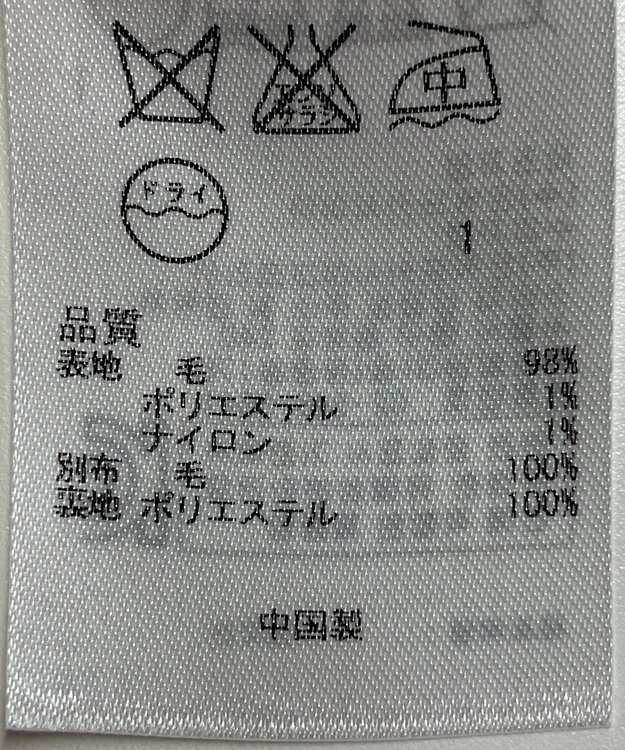 エンソ
サラシ
中
ドライ
1
品質
表地 毛 98%
ポリエステル 1%
ナイロン 1%
別布 毛 100%
裏地 ポリエステル 100%
中国製